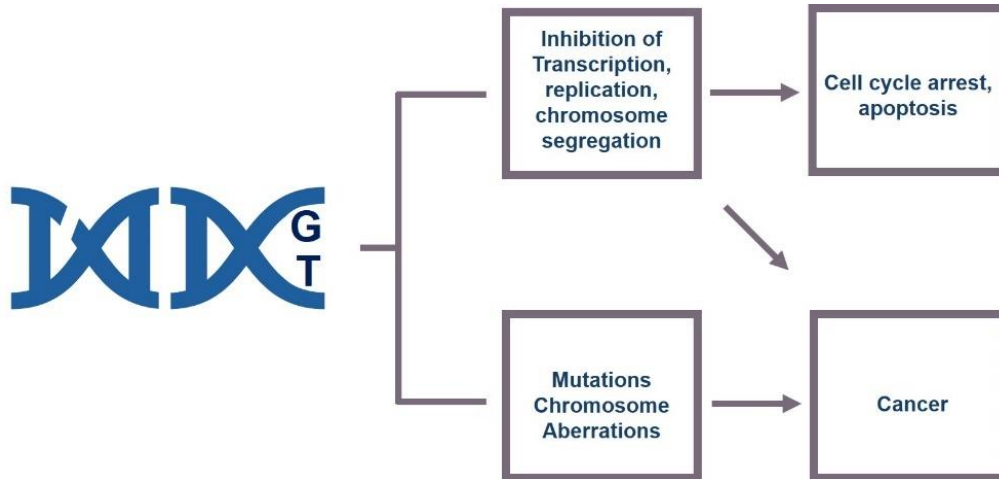 Inhibition of
Transcription,
replication,
chromosome
segregation
Cell cycle arrest,
apoptosis
G
T
Mutations
Chromosome
Aberrations
Cancer